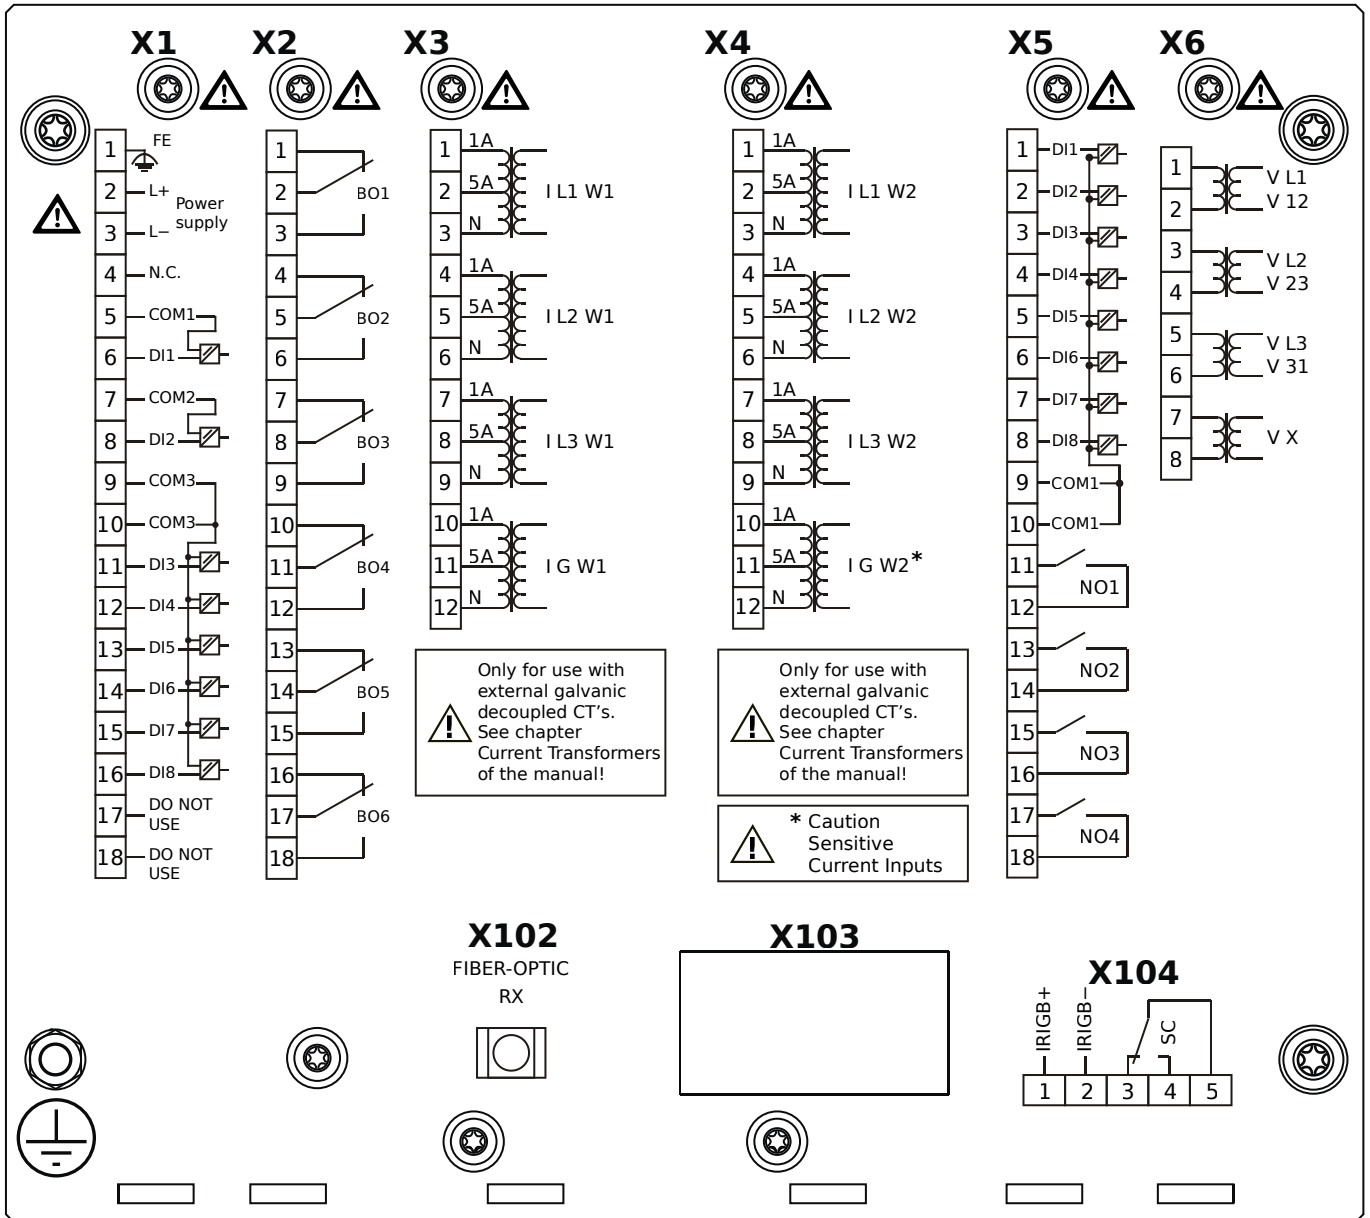 X1 X2 X3 X4 X5 X6
1 FE
2 L+
Power
supply
3 L−
4 N.C.
5 COM1
6 DI1
7 COM2
8 DI2
9 COM3
10 COM3
11 DI3
12 DI4
13 DI5
14 DI6
15 DI7
16 DI8
17 DO NOT
USE
18 DO NOT
USE
1
2 BO1
3
4
5 BO2
6
7
8 BO3
9
10
11 BO4
12
13
14 BO5
15
16
17 BO6
18
1 1A
2 5A I L1 W1
3 N
4 1A
5 5A I L2 W1
6 N
7 1A
8 5A I L3 W1
9 N
10 1A
11 5A I G W1
12 N
Only for use with
external galvanic
decoupled CT's.
See chapter
Current Transformers
of the manual!
1 1A
2 5A I L1 W2
3 N
4 1A
5 5A I L2 W2
6 N
7 1A
8 5A I L3 W2
9 N
10 1A
11 5A I G W2*
12 N
Only for use with
external galvanic
decoupled CT's.
See chapter
Current Transformers
of the manual!
* Caution
Sensitive
Current Inputs
1 DI1
2 DI2
3 DI3
4 DI4
5 DI5
6 DI6
7 DI7
8 DI8
9 COM1
10 COM1
11
NO1
12
13
NO2
14
15
NO3
16
17
NO4
18
1
V L1
V 12
2
3
V L2
V 23
4
5
V L3
V 31
6
7
V X
8
X102
FIBER-OPTIC
RX
X103
X104
IRIGB+
IRIGB−
SC
1 2 3 4 5